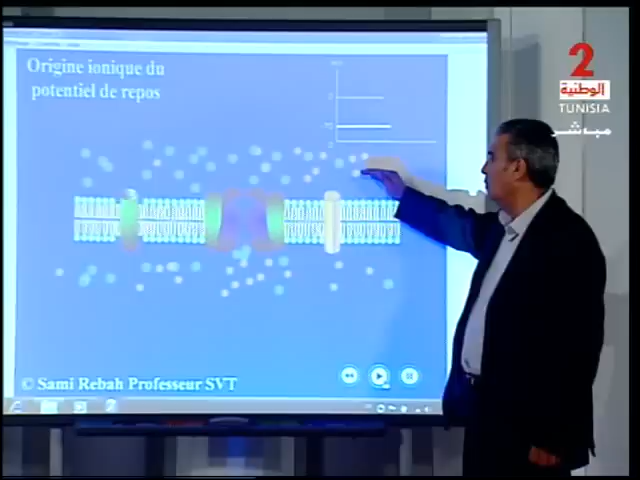 Origine ionique du
potentiel de repos
2
الوطنية
TUNISIA
مباشر
© Sami Rebah Professeur SVT